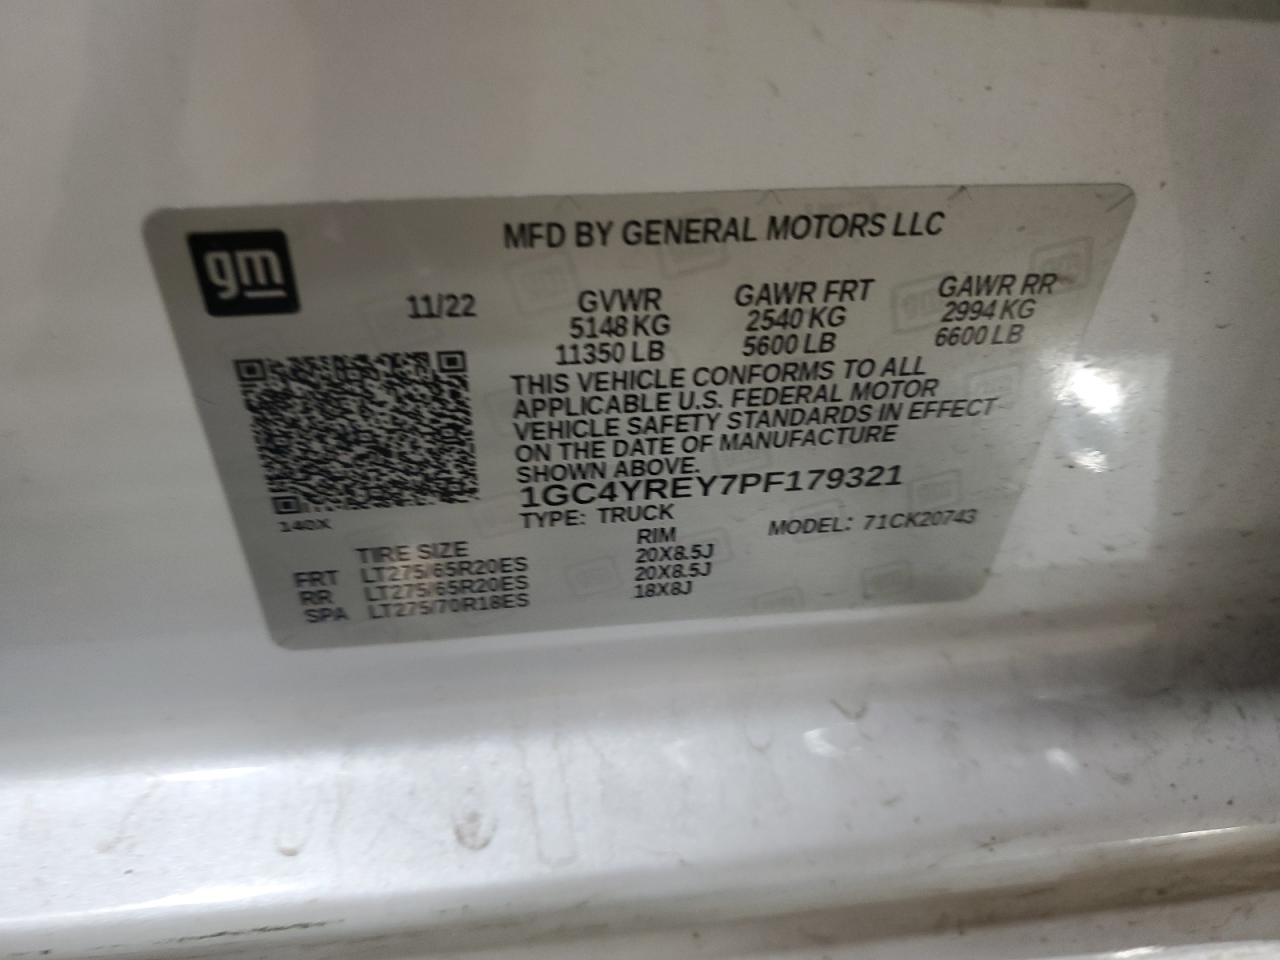 gm
MFD BY GENERAL MOTORS LLC
11/22
GVWR GAWR FRT GAWR RR
5148 KG 2540 KG 2994 KG
11350 LB 5600 LB 6600 LB
THIS VEHICLE CONFORMS TO ALL
APPLICABLE U.S. FEDERAL MOTOR
VEHICLE SAFETY STANDARDS IN EFFECT
ON THE DATE OF MANUFACTURE
SHOWN ABOVE.
1GC4YREY7PF179321
140X
TYPE: TRUCK MODEL: 71CK20743
TIRE SIZE RIM
FRT LT275/65R20ES 20X8.5J
RR LT275/65R20ES 20X8.5J
SPA LT275/70R18ES 18X8J